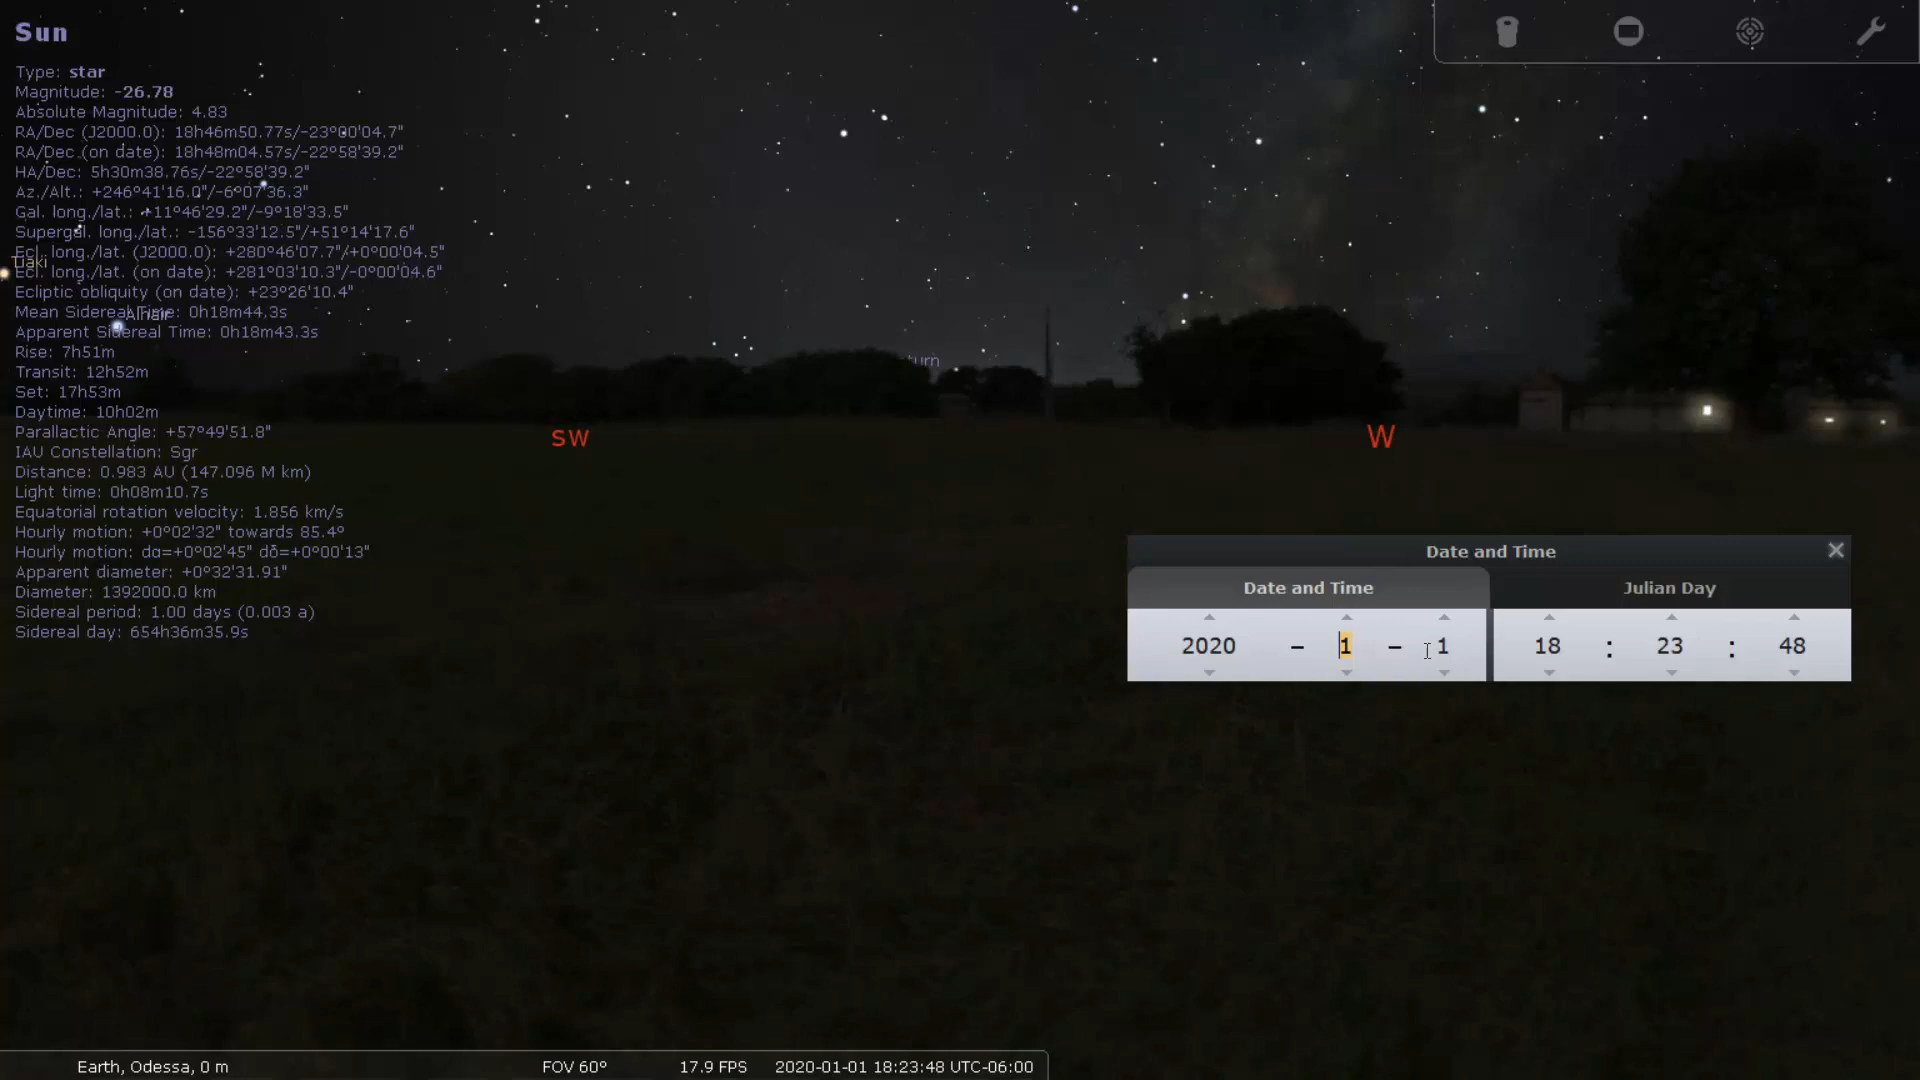 Sun
Type: star
Magnitude: -26.78
Absolute Magnitude: 4.83
RA/Dec (J2000.0): 18h46m50.77s/-23°00'04.7"
RA/Dec (on date): 18h48m04.57s/-22°58'39.2"
HA/Dec: 5h30m38.76s/-22°58'39.2"
Az./Alt.: +246°41'16.0"/-6°07'36.3"
Gal. long./lat.: +11°46'29.2"/-9°18'33.5"
Supergal. long./lat.: -156°33'12.5"/+51°14'17.6"
Ecl. long./lat. (J2000.0): +280°46'07.7"/+0°00'04.5"
Tiaki
Ecl. long./lat. (on date): +281°03'10.3"/-0°00'04.6"
Ecliptic obliquity (on date): +23°26'10.4"
Mean Sidereal Time: 0h18m44.3s
Alnair
Apparent Sidereal Time: 0h18m43.3s
Rise: 7h51m
Transit: 12h52m
Set: 17h53m
Daytime: 10h02m
Parallactic Angle: +57°49'51.8"
IAU Constellation: Sgr
Distance: 0.983 AU (147.096 M km)
Light time: 0h08m10.7s
Equatorial rotation velocity: 1.856 km/s
Hourly motion: +0°02'32" towards 85.4°
Hourly motion: dα=+0°02'45" dδ=+0°00'13"
Apparent diameter: +0°32'31.91"
Diameter: 1392000.0 km
Sidereal period: 1.00 days (0.003 a)
Sidereal day: 654h36m35.9s
turn
SW
W
Date and Time
Date and Time
Julian Day
2020 - 1 - 1 18 : 23 : 48
Earth, Odessa, 0 m FOV 60° 17.9 FPS 2020-01-01 18:23:48 UTC-06:00